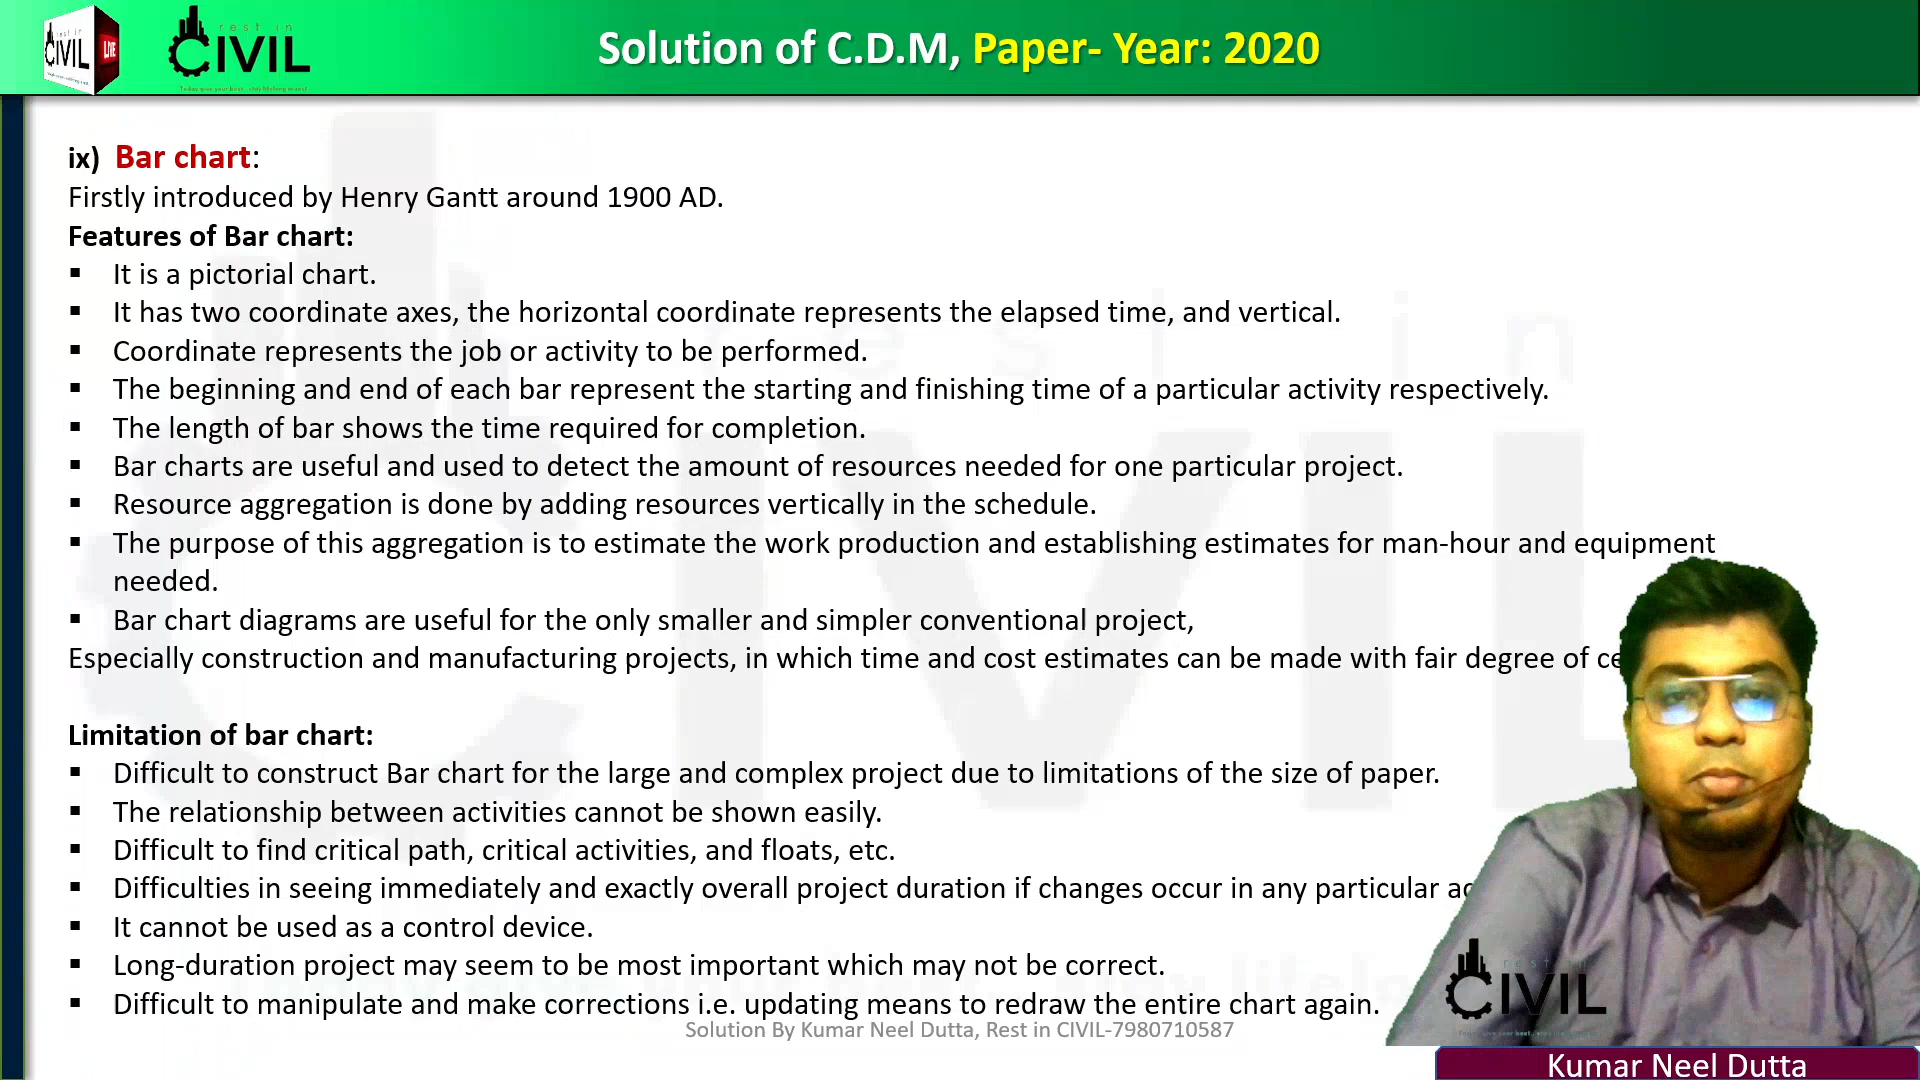 rest in
CIVIL
LIVE
rest in
CIVIL
Solution of C.D.M, Paper- Year: 2020
ix) Bar chart:
Firstly introduced by Henry Gantt around 1900 AD.
Features of Bar chart:
▪ It is a pictorial chart.
▪ It has two coordinate axes, the horizontal coordinate represents the elapsed time, and vertical.
▪ Coordinate represents the job or activity to be performed.
▪ The beginning and end of each bar represent the starting and finishing time of a particular activity respectively.
▪ The length of bar shows the time required for completion.
▪ Bar charts are useful and used to detect the amount of resources needed for one particular project.
▪ Resource aggregation is done by adding resources vertically in the schedule.
▪ The purpose of this aggregation is to estimate the work production and establishing estimates for man-hour and equipment
needed.
▪ Bar chart diagrams are useful for the only smaller and simpler conventional project,
Especially construction and manufacturing projects, in which time and cost estimates can be made with fair degree of
Limitation of bar chart:
▪ Difficult to construct Bar chart for the large and complex project due to limitations of the size of paper.
▪ The relationship between activities cannot be shown easily.
▪ Difficult to find critical path, critical activities, and floats, etc.
▪ Difficulties in seeing immediately and exactly overall project duration if changes occur in any particular
▪ It cannot be used as a control device.
▪ Long-duration project may seem to be most important which may not be correct.
▪ Difficult to manipulate and make corrections i.e. updating means to redraw the entire chart again.
Solution By Kumar Neel Dutta, Rest in CIVIL-7980710587
rest in
CIVIL
Kumar Neel Dutta